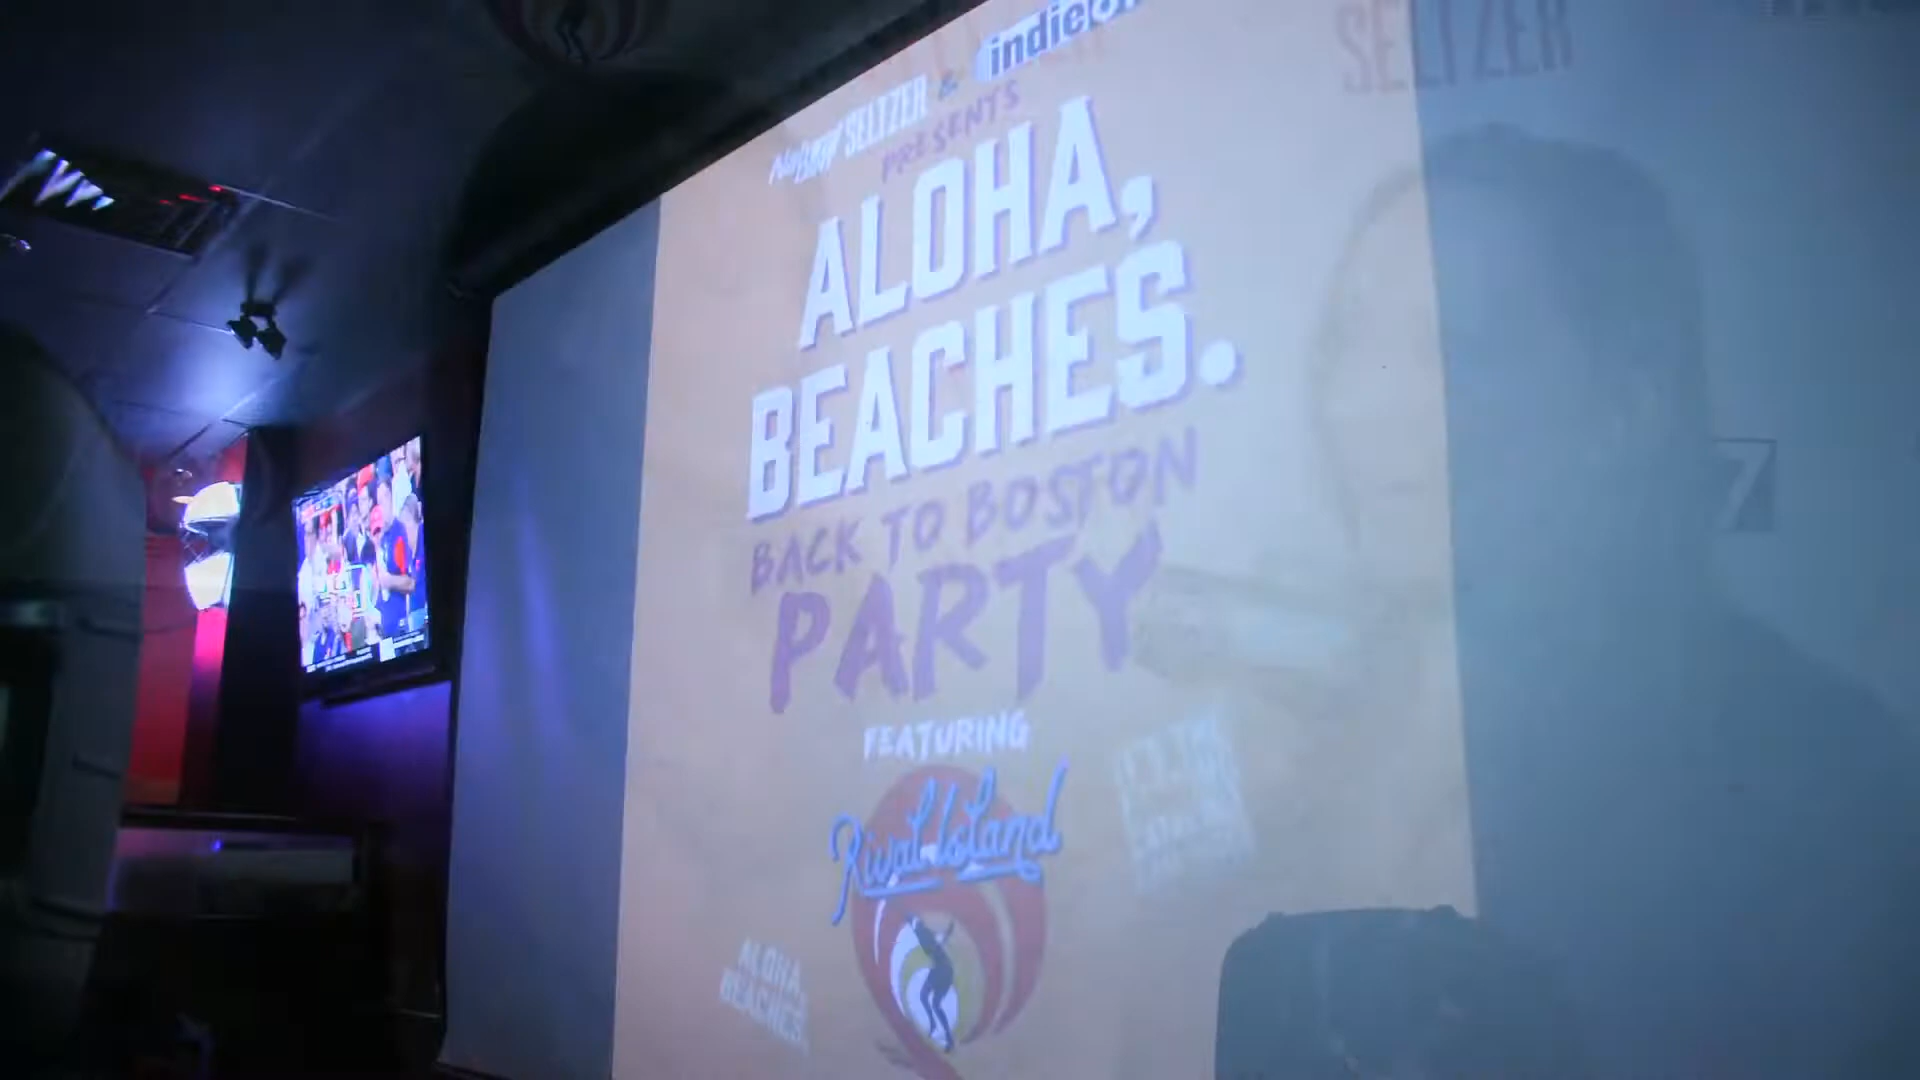 SELTZER & indie
PRESENTS
ALOHA,
BEACHES.
BACK TO BOSTON
PARTY
FEATURING
Rival Island
ALOHA,
BEACHES.
SELTZER